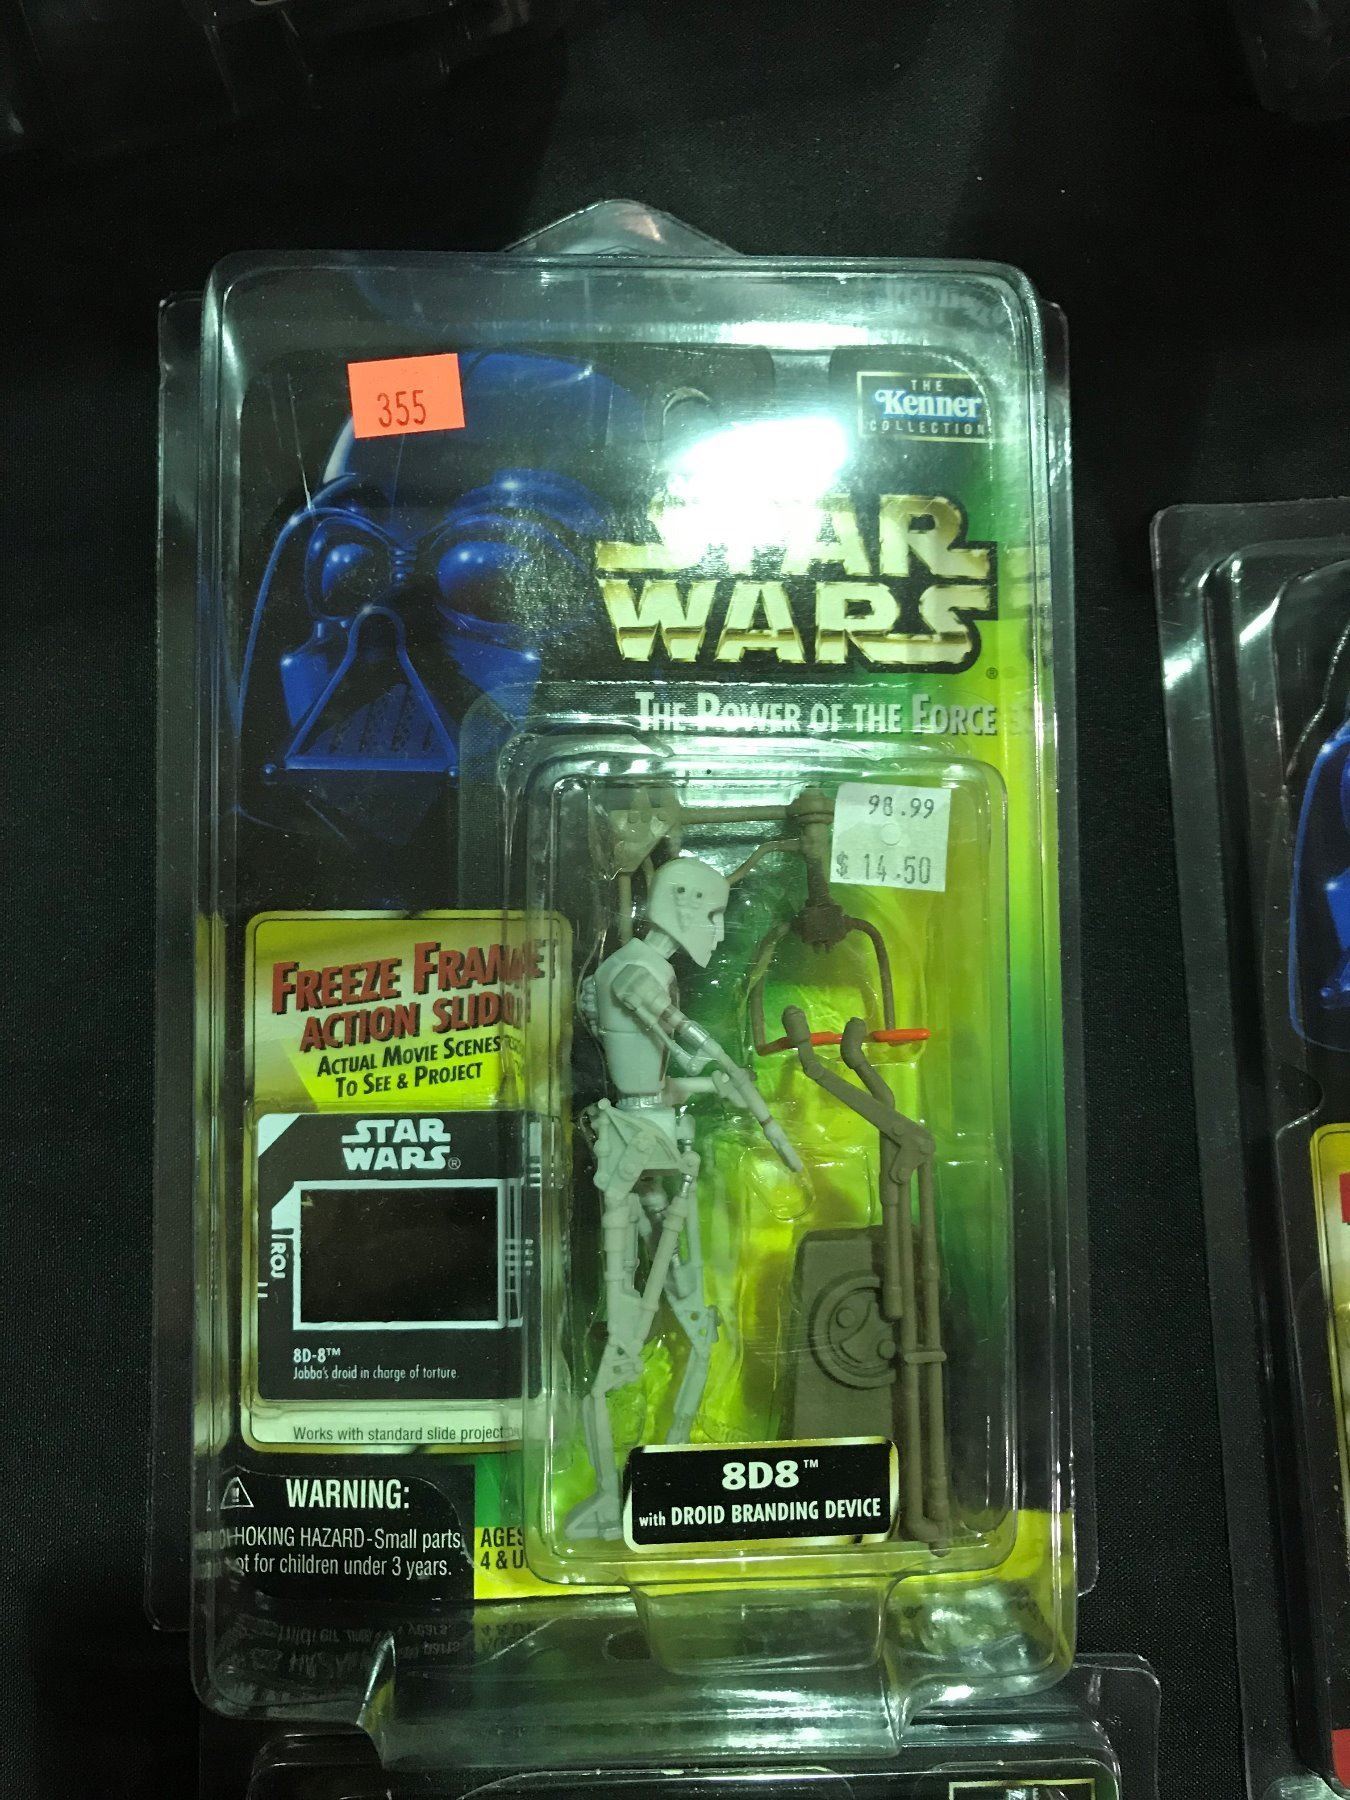 355
THE
Kenner
COLLECTION
STAR
WARS
®
THE POWER OF THE FORCE
98.99
$ 14.50
FREEZE FRAME
ACTION SLIDE
ACTUAL MOVIE SCENES
TO SEE & PROJECT
STAR
WARS®
8D-8™
Jabba's droid in charge of torture.
Works with standard slide
8D8™
with DROID BRANDING DEVICE
WARNING:
CHOKING HAZARD-Small parts.
Not for children under 3 years.
AGES
4 & U